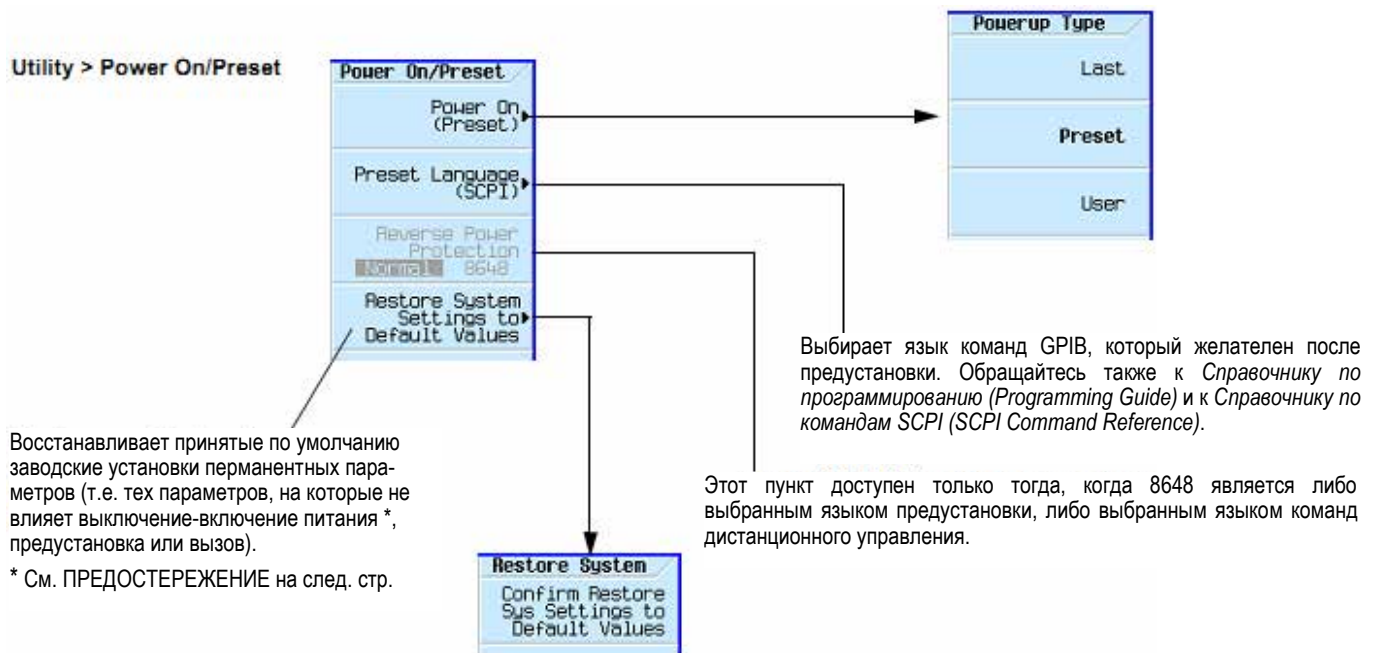 Utility > Power On/Preset
Power On/Preset
Power On
(Preset)
Preset Language
(SCPI)
Reverse Power
Protection
Normal 8648
Restore System
Settings to
Default Values
Powerup Type
Last
Preset
User
Выбирает язык команд GPIB, который желателен после
предустановки. Обращайтесь также к Справочнику по
программированию (Programming Guide) и к Справочнику по
командам SCPI (SCPI Command Reference).
Этот пункт доступен только тогда, когда 8648 является либо
выбранным языком предустановки, либо выбранным языком команд
дистанционного управления.
Восстанавливает принятые по умолчанию
заводские установки перманентных пара-
метров (т.е. тех параметров, на которые не
влияет выключение-включение питания *,
предустановка или вызов).
* См. ПРЕДОСТЕРЕЖЕНИЕ на след. стр.
Restore System
Confirm Restore
Sys Settings to
Default Values